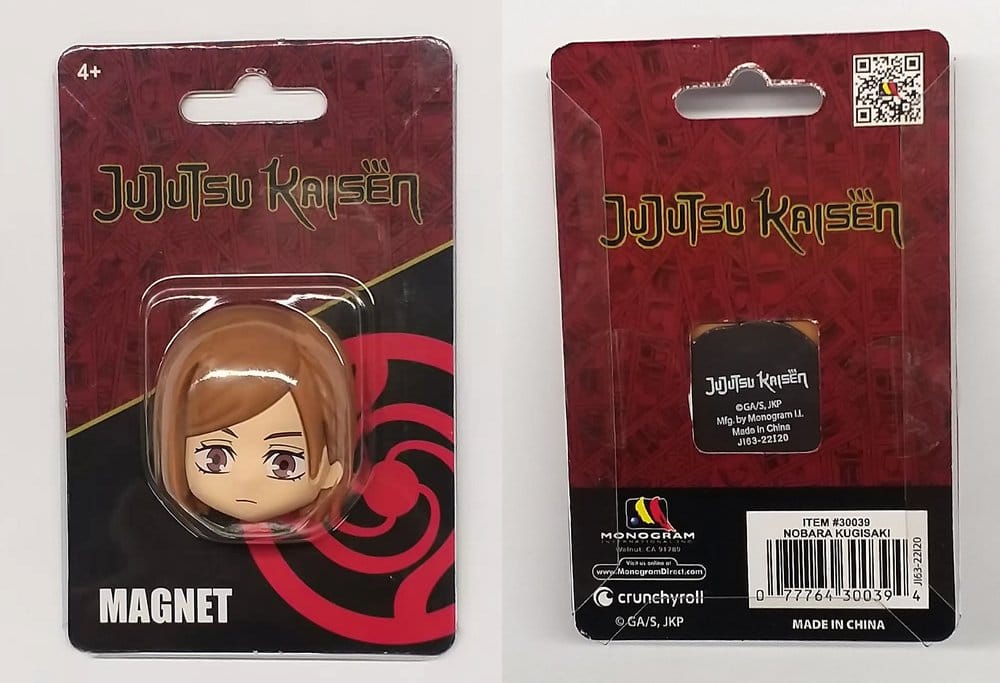 4+
JUJUTSU KAISEN
MAGNET
JUJUTSU KAISEN
JUJUTSU KAISEN
©GA/S, JKP
Mfg. by Monogram I.I.
Made in China
J163-22120
MONOGRAM
INTERNATIONAL INC.
Walnut, CA 91789
Visit us online at
www.MonogramDirect.com
crunchyroll
© GA/S, JKP
ITEM #30039
NOBARA KUGISAKI
0 77764 30039 4
J163-22120
MADE IN CHINA